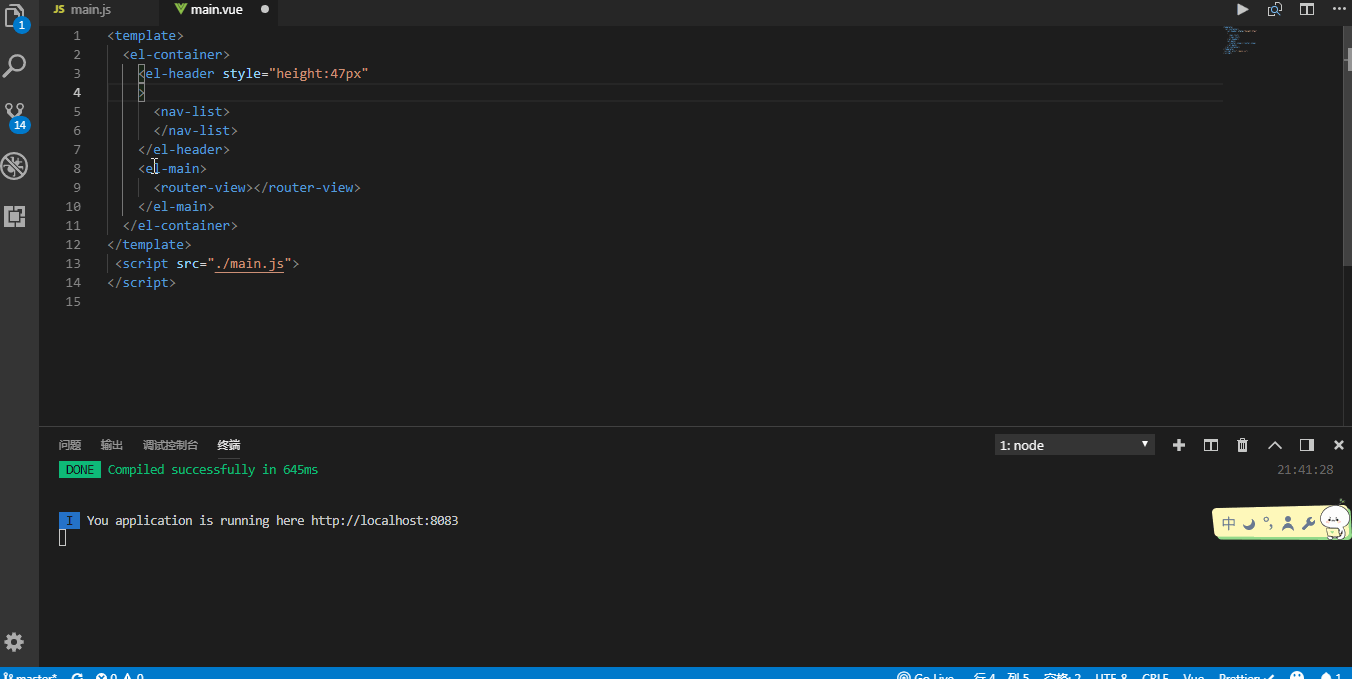 JS main.js main.vue
1
1 <template>
2 <el-container>
3 <el-header style="height:47px"
4 >
5 <nav-list>
6 </nav-list>
7 </el-header>
8 <el-main>
9 <router-view></router-view>
10 </el-main>
11 </el-container>
12 </template>
13 <script src="./main.js">
14 </script>
15
14
问题 输出 调试控制台 终端 1: node
DONE Compiled successfully in 645ms 21:41:28
I You application is running here http://localhost:8083
中
master* 0 0 Go Live 行 4, 列 5 空格: 2 UTF-8 CRLF Vue Prettier 1